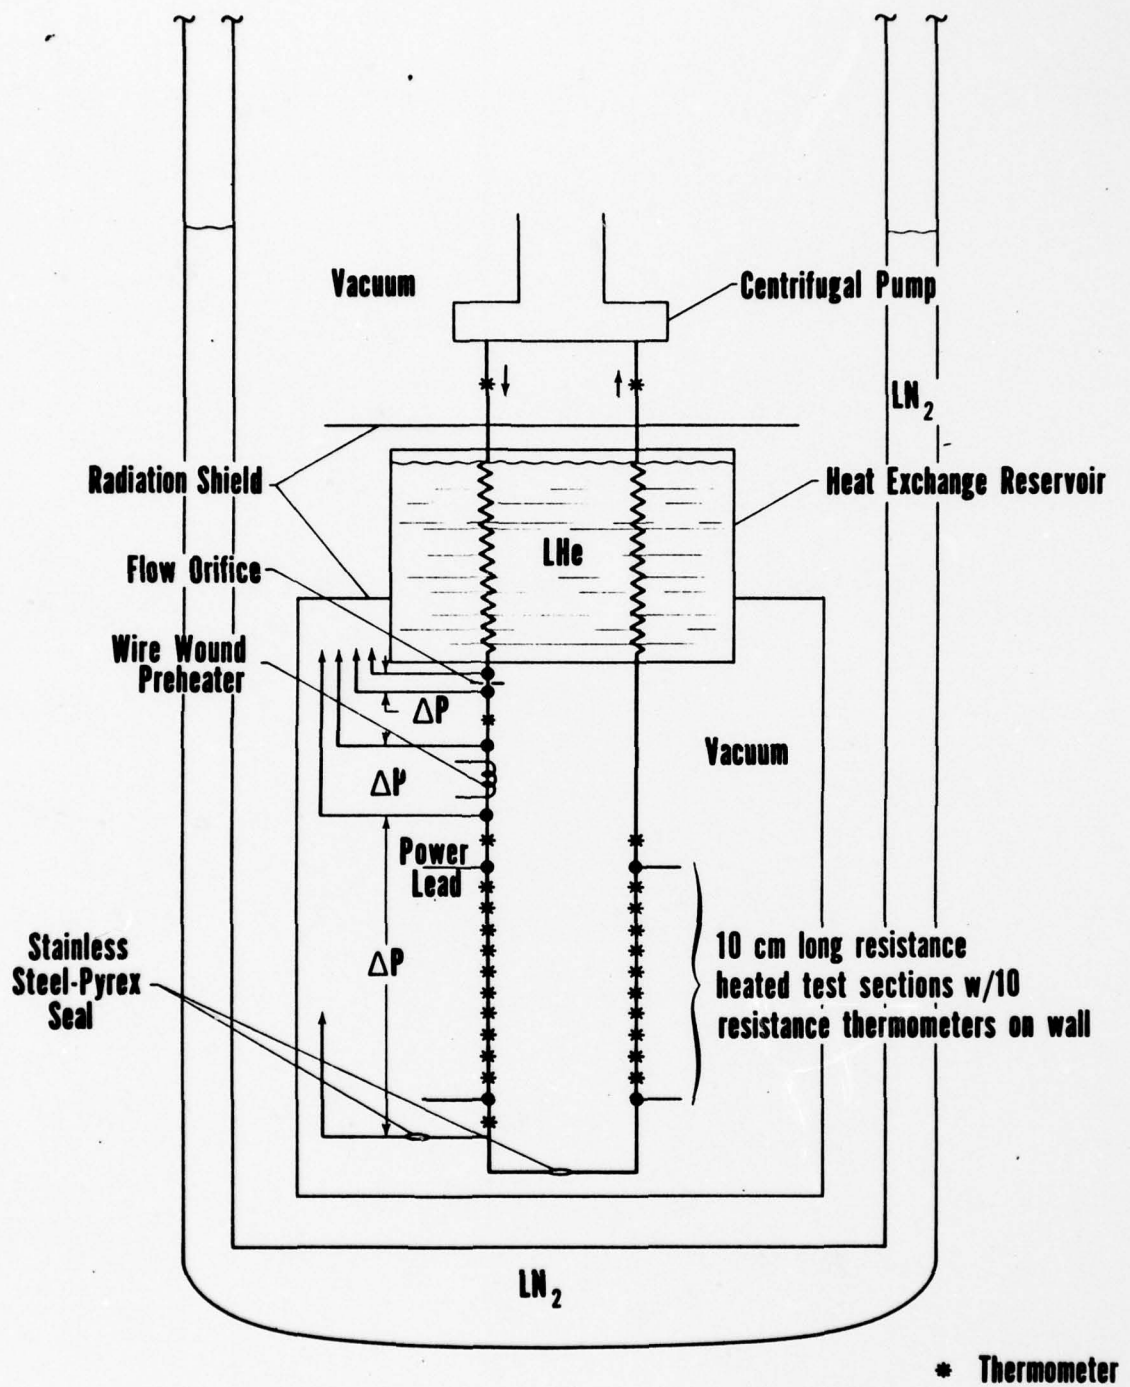 Vacuum
Centrifugal Pump
LN2
Radiation Shield
Heat Exchange Reservoir
LHe
Flow Orifice
Wire Wound
Preheater
ΔP
Vacuum
ΔP
Power
Lead
ΔP
Stainless
Steel-Pyrex
Seal
10 cm long resistance
heated test sections w/10
resistance thermometers on wall
LN2
* Thermometer